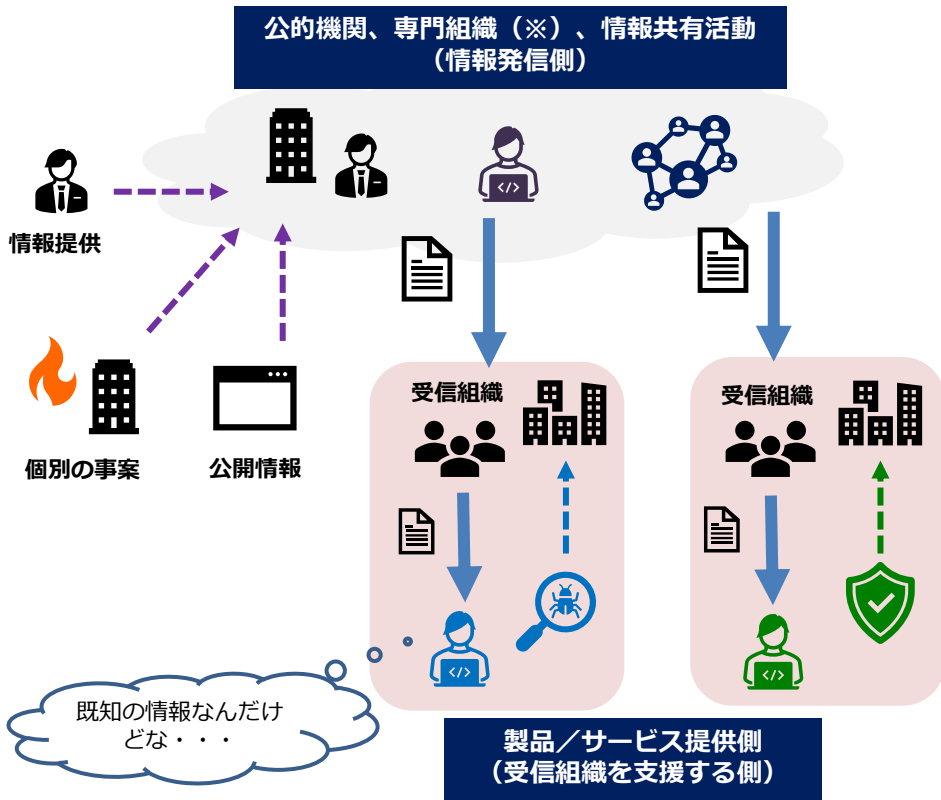 公的機関、専門組織（※）、情報共有活動
（情報発信側）
情報提供
個別の事案
公開情報
受信組織
受信組織
</>
</>
</>
既知の情報なんだけ
どな・・・
製品／サービス提供側
（受信組織を支援する側）